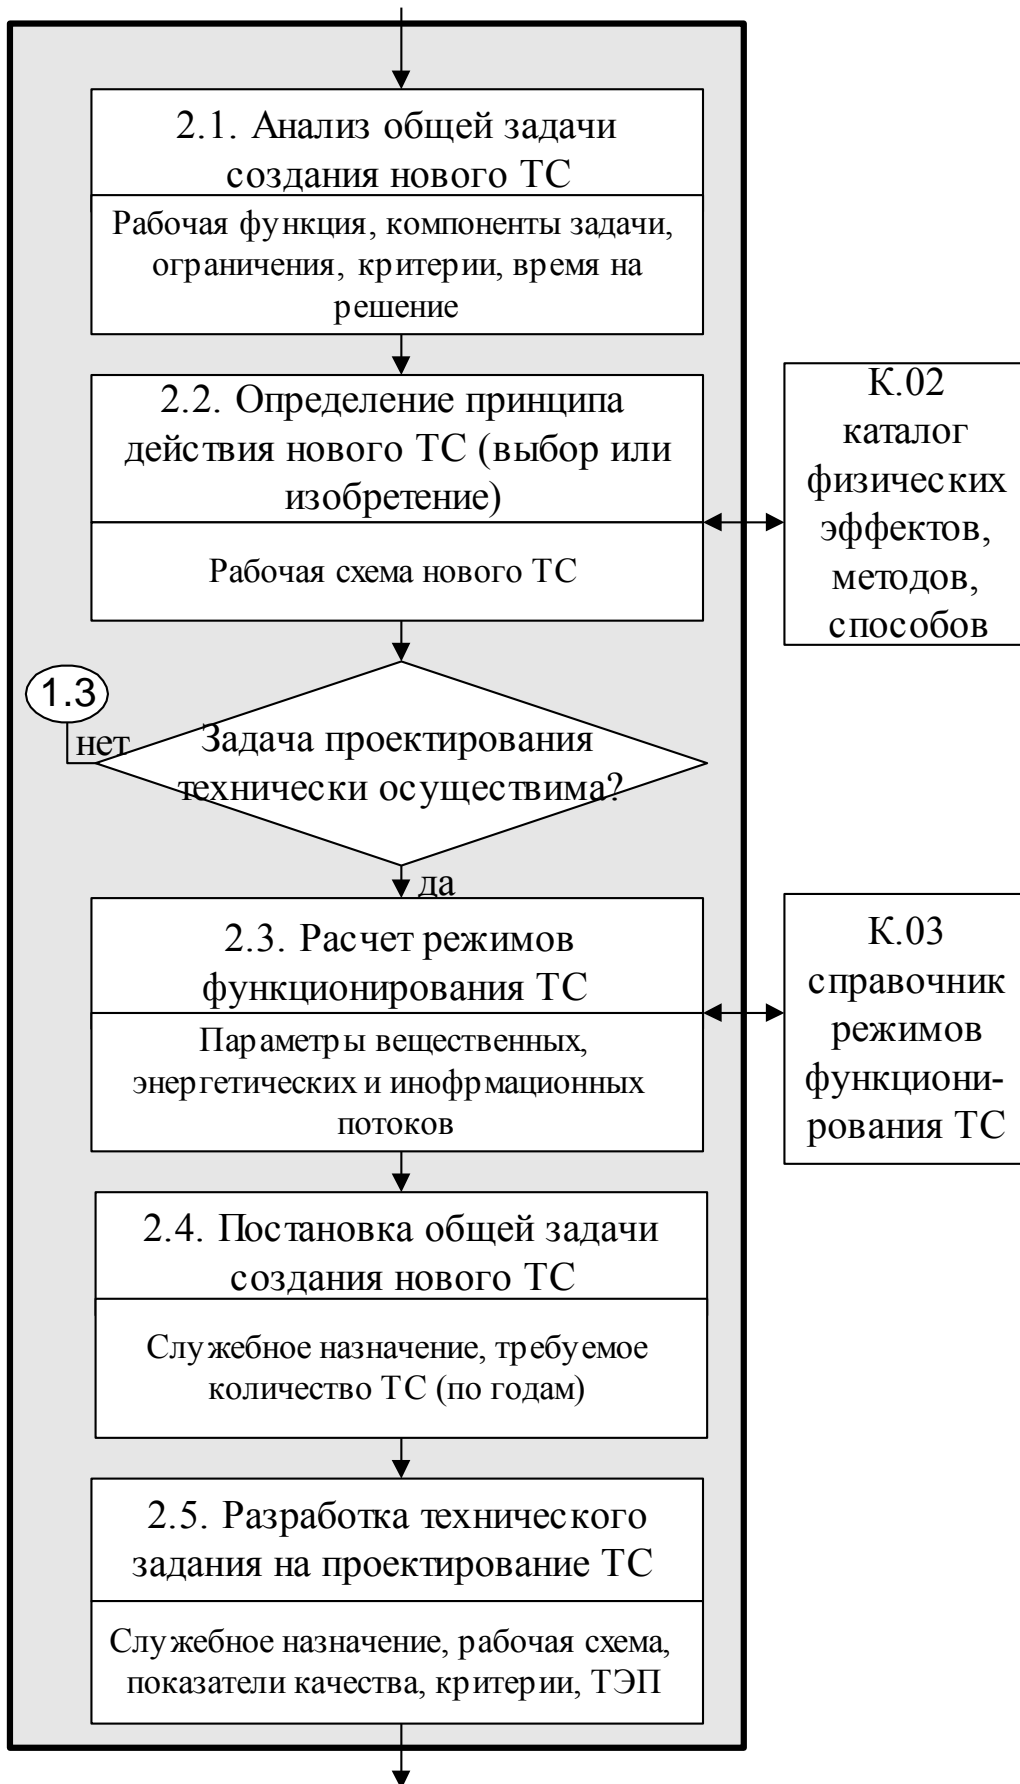 2.1. Анализ общей задачи
создания нового ТС
Рабочая функция, компоненты задачи,
ограничения, критерии, время на
решение
2.2. Определение принципа
действия нового ТС (выбор или
изобретение)
Рабочая схема нового ТС
К.02
каталог
физических
эффектов,
методов,
способов
1.3
нет
Задача проектирования
технически осуществима?
да
2.3. Расчет режимов
функционирования ТС
Параметры вещественных,
энергетических и инофрмационных
потоков
К.03
справочник
режимов
функциони-
рования ТС
2.4. Постановка общей задачи
создания нового ТС
Служебное назначение, требуемое
количество ТС (по годам)
2.5. Разработка технического
задания на проектирование ТС
Служебное назначение, рабочая схема,
показатели качества, критерии, ТЭП